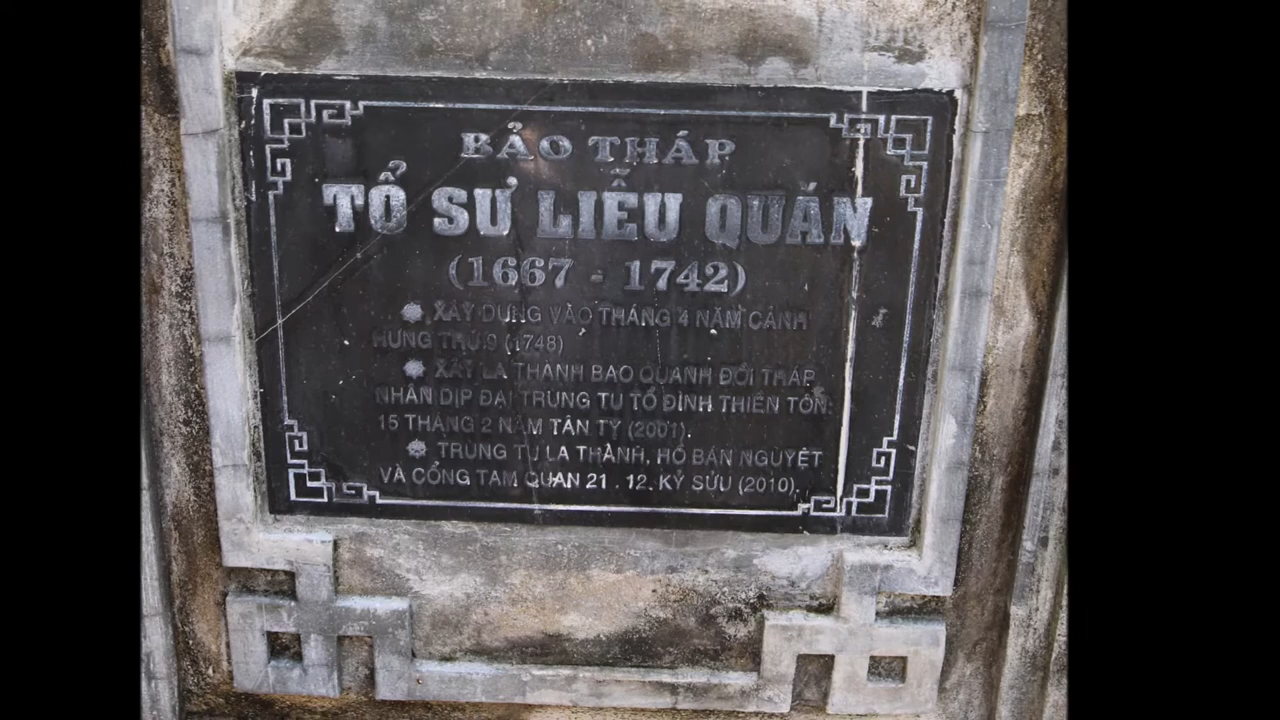 BẢO THÁP
TỔ SƯ LIỄU QUÁN
(1667 - 1742)
XÂY DỰNG VÀO THÁNG 4 NĂM CẢNH
HƯNG THỨ 9 (1748)
XÂY LA THÀNH BAO QUANH ĐỒI THÁP
NHÂN DỊP ĐẠI TRUNG TU TỔ ĐÌNH THIỀN TÔN:
15 THÁNG 2 NĂM TÂN TỴ (2001).
TRUNG TU LA THÀNH, HỒ BÁN NGUYỆT
VÀ CỔNG TAM QUAN 21 . 12. KỶ SỬU (2010).